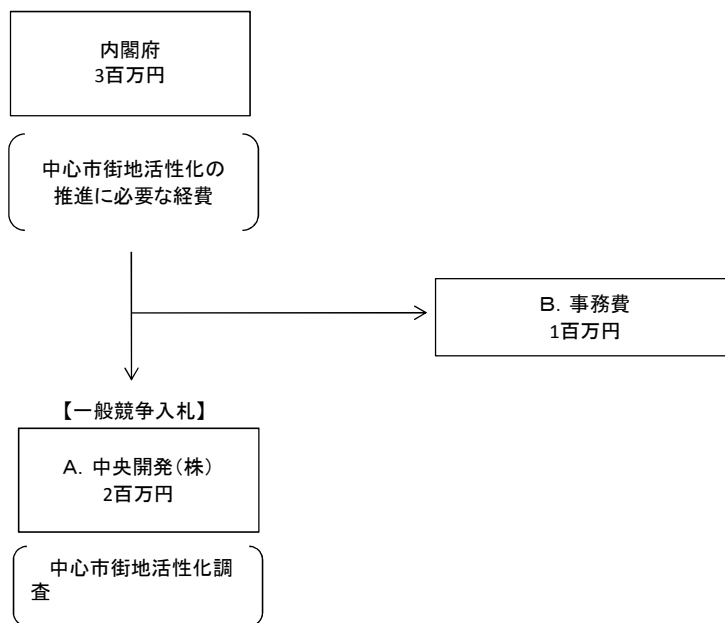 内閣府
3百万円
中心市街地活性化の
推進に必要な経費
B. 事務費
1百万円
【一般競争入札】
A. 中央開発(株)
2百万円
中心市街地活性化調
査